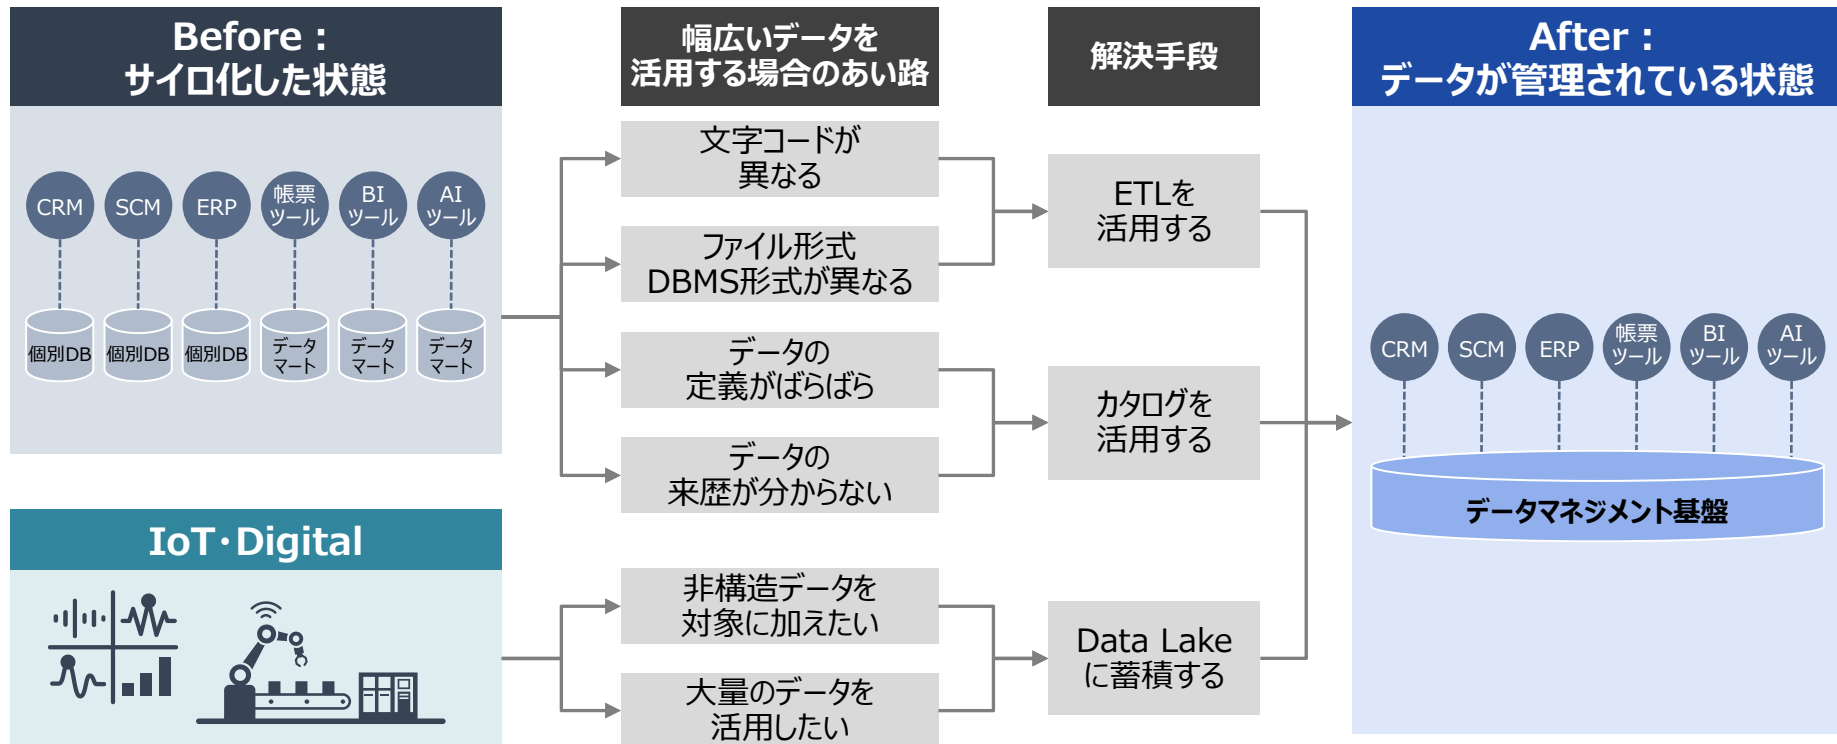 Before：
サイロ化した状態
CRM
SCM
ERP
帳票
ツール
BI
ツール
AI
ツール
個別DB
個別DB
個別DB
データ
マート
データ
マート
データ
マート
IoT・Digital
幅広いデータを
活用する場合のあい路
文字コードが
異なる
ファイル形式
DBMS形式が異なる
データの
定義がばらばら
データの
来歴が分からない
非構造データを
対象に加えたい
大量のデータを
活用したい
解決手段
ETLを
活用する
カタログを
活用する
Data Lake
に蓄積する
After：
データが管理されている状態
CRM
SCM
ERP
帳票
ツール
BI
ツール
AI
ツール
データマネジメント基盤